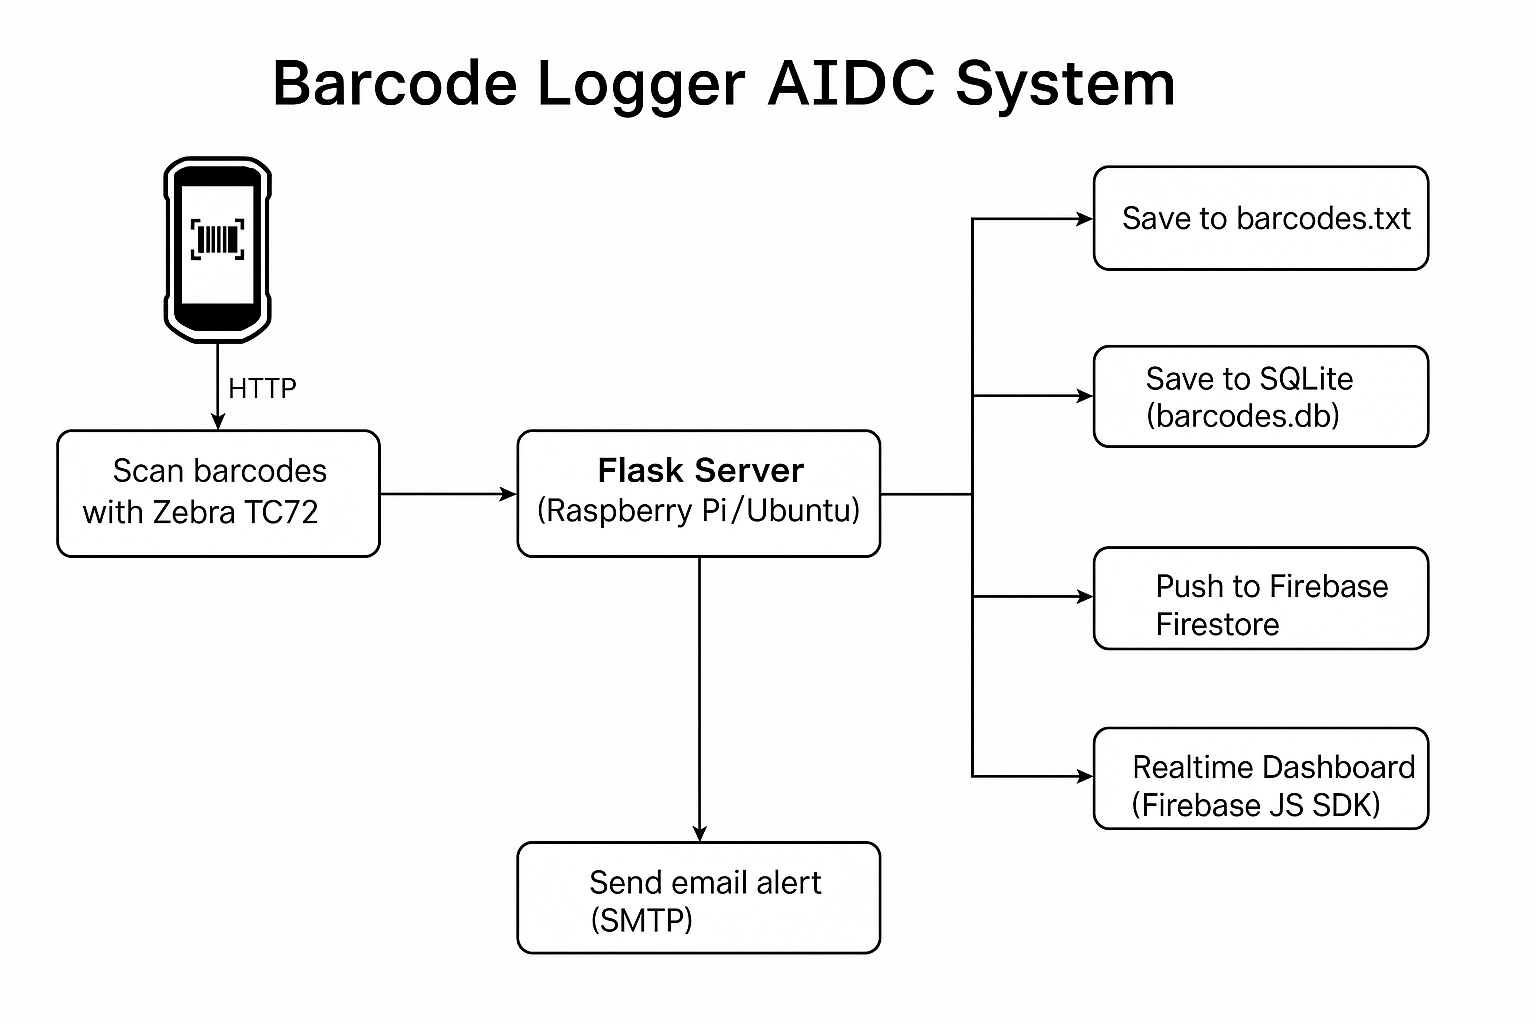 Barcode Logger AIDC System
HTTP
Scan barcodes
with Zebra TC72
Flask Server
(Raspberry Pi/Ubuntu)
Send email alert
(SMTP)
Save to barcodes.txt
Save to SQLite
(barcodes.db)
Push to Firebase
Firestore
Realtime Dashboard
(Firebase JS SDK)